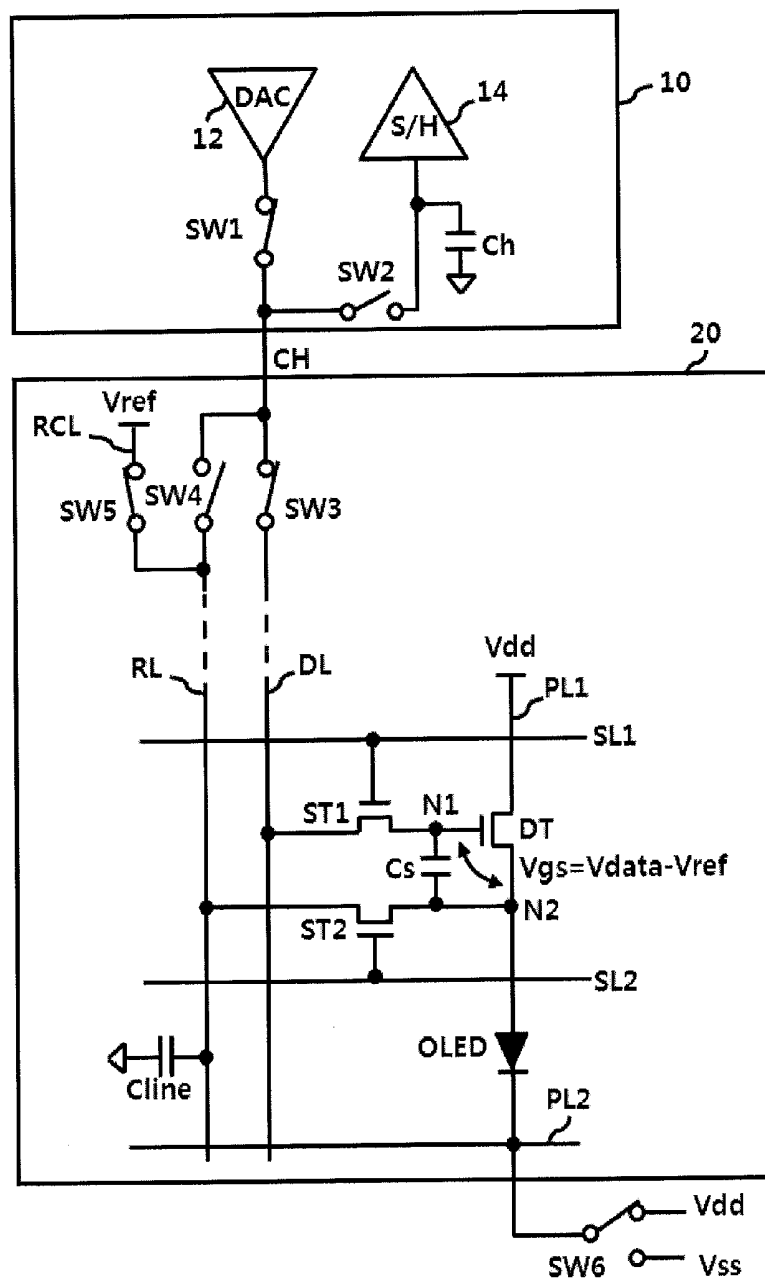 DAC
12
S/H
14
10
SW1
SW2
Ch
CH
20
Vref
RCL
SW5
SW4
SW3
RL
DL
Vdd
PL1
SL1
ST1
N1
DT
Cs
Vgs=Vdata-Vref
ST2
N2
SL2
OLED
Cline
PL2
Vdd
SW6
Vss